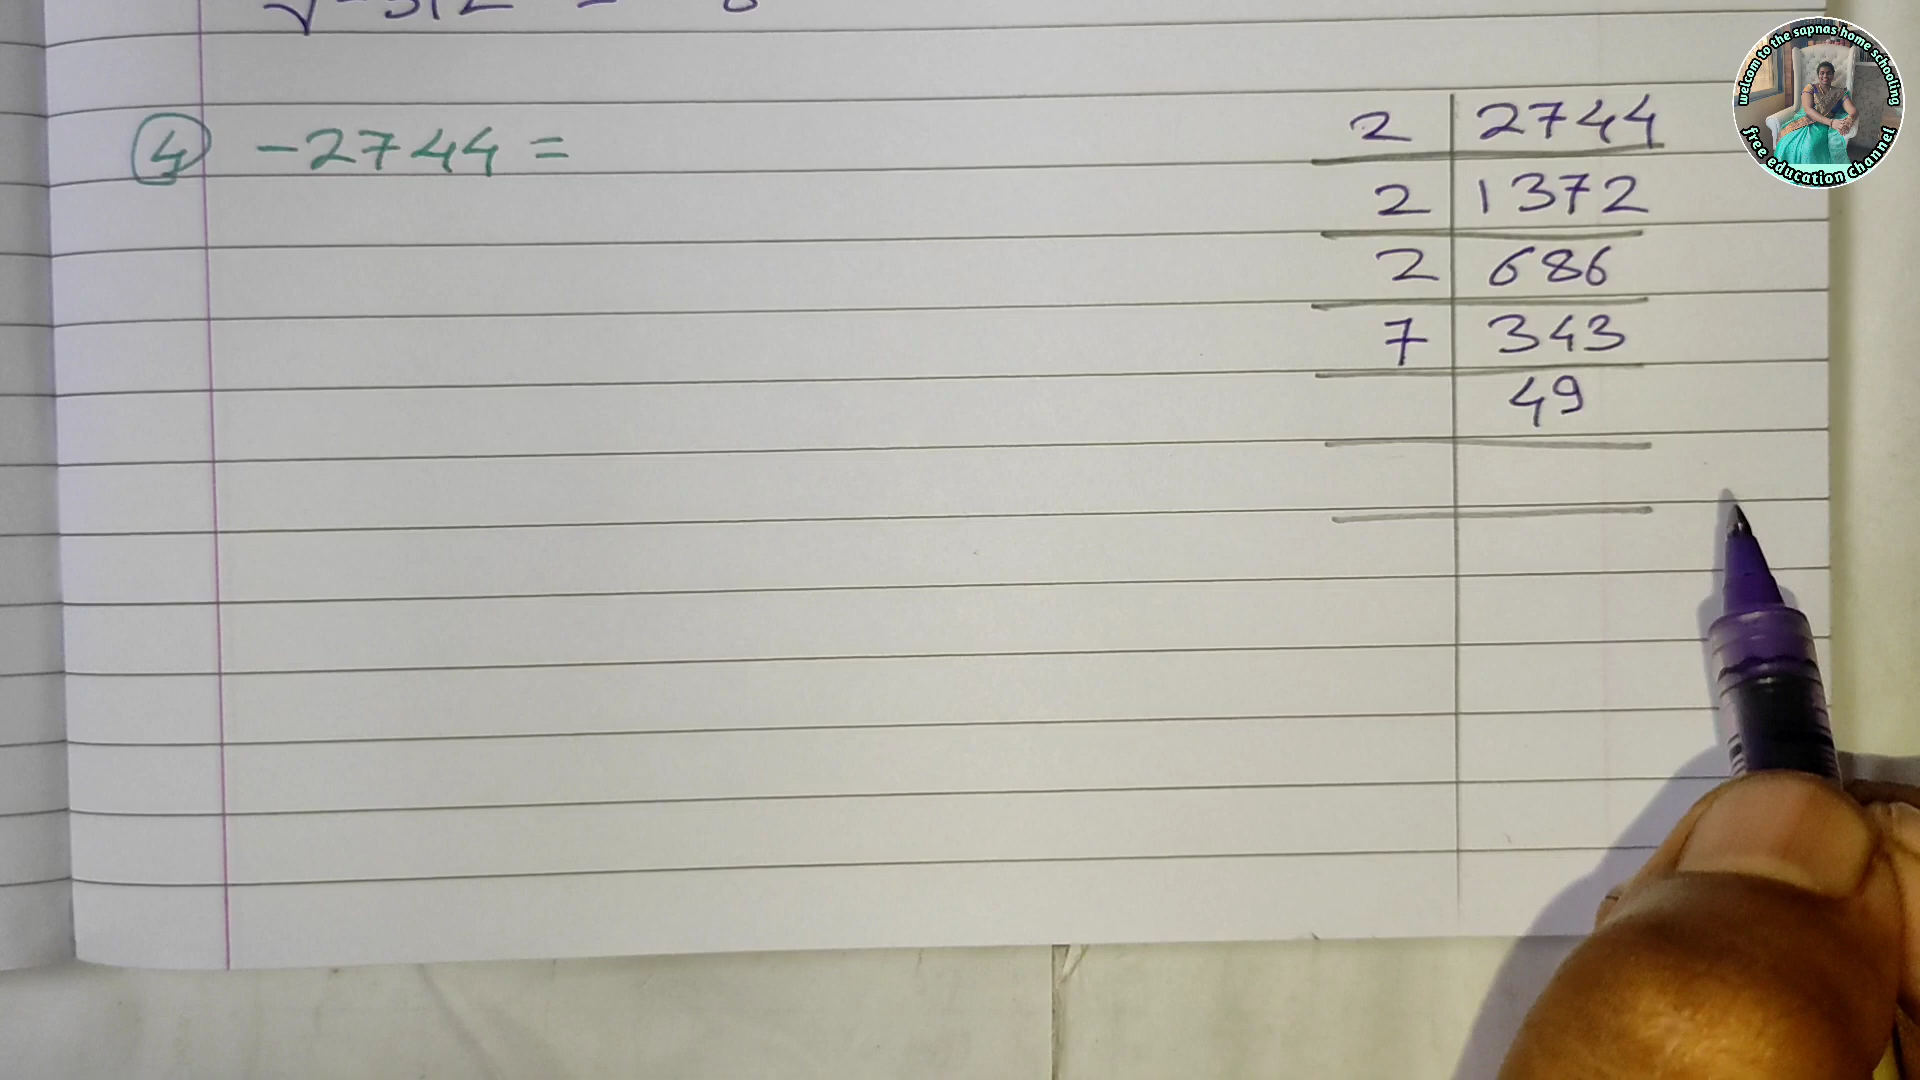 ④ -2744 =
2 | 2744
2 | 1372
2 | 686
7 | 343
49
welcom to the sapnas home schooling
free education channel